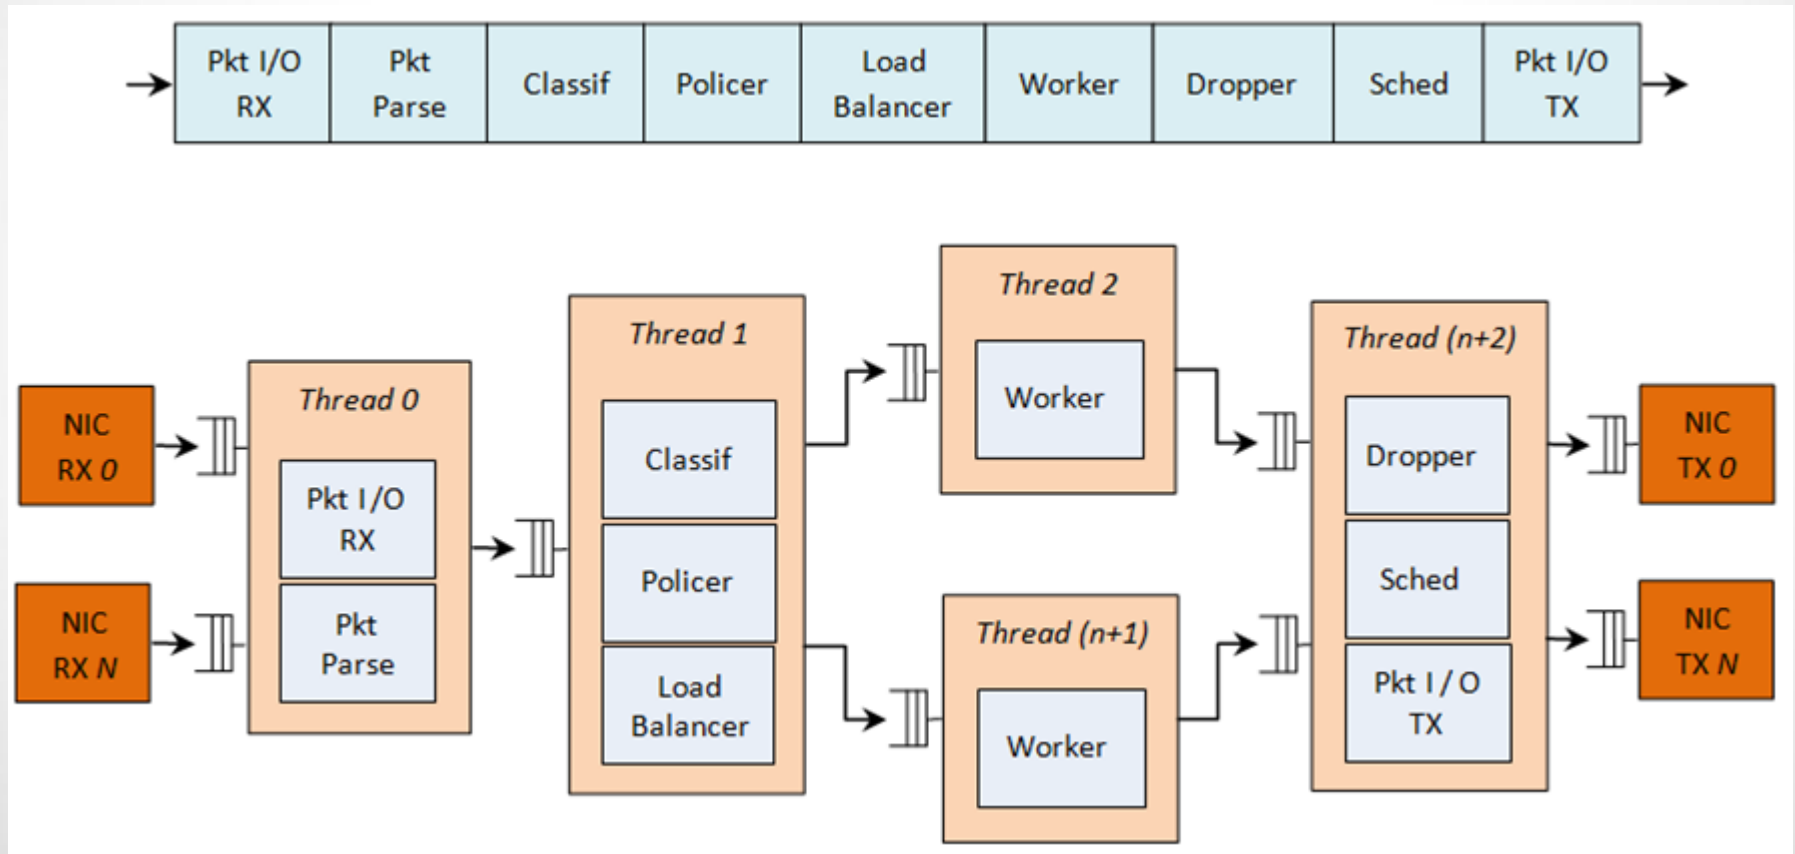 Pkt I/O
RX
Pkt
Parse
Classif
Policer
Load
Balancer
Worker
Dropper
Sched
Pkt I/O
TX
NIC
RX 0
NIC
RX N
Thread 0
Pkt I/O
RX
Pkt
Parse
Thread 1
Classif
Policer
Load
Balancer
Thread 2
Worker
Thread (n+1)
Worker
Thread (n+2)
Dropper
Sched
Pkt I/O
TX
NIC
TX 0
NIC
TX N